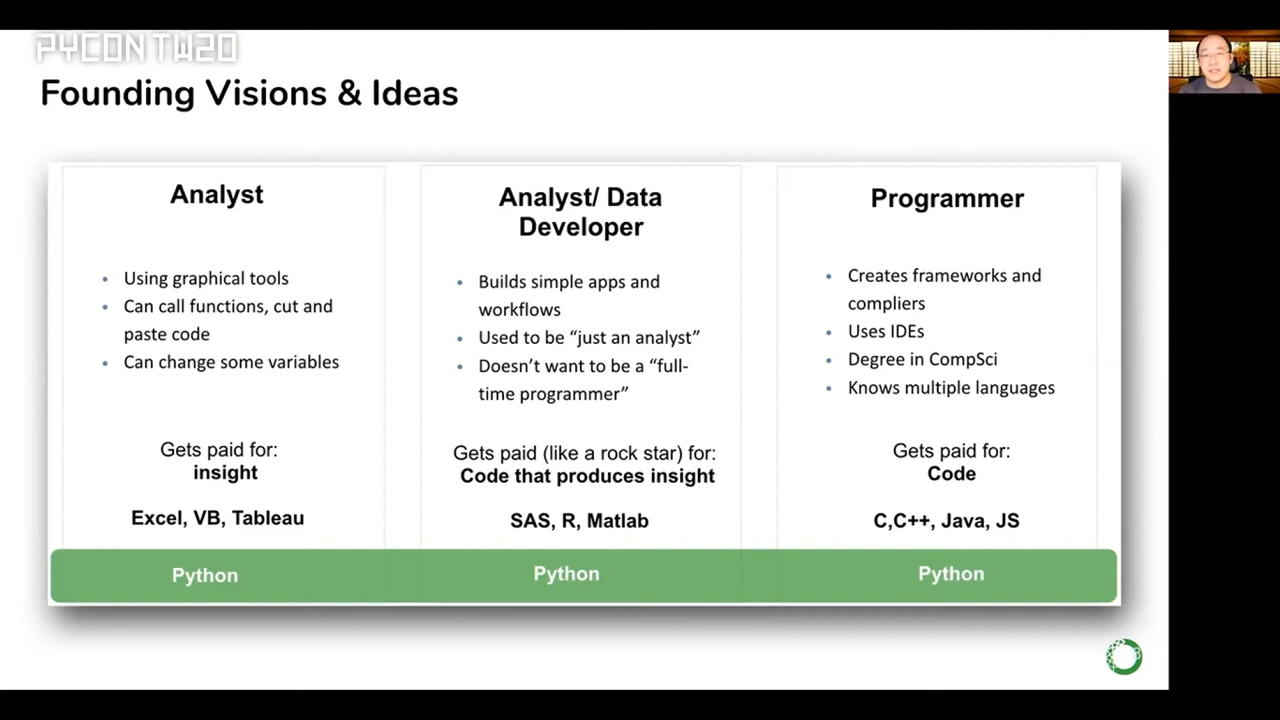 PYCON TW20
Founding Visions & Ideas
Analyst
Using graphical tools
Can call functions, cut and
paste code
Can change some variables
Gets paid for:
insight
Excel, VB, Tableau
Python
Analyst/ Data
Developer
Builds simple apps and
workflows
Used to be “just an analyst”
Doesn’t want to be a “full-
time programmer”
Gets paid (like a rock star) for:
Code that produces insight
SAS, R, Matlab
Python
Programmer
Creates frameworks and
compliers
Uses IDEs
Degree in CompSci
Knows multiple languages
Gets paid for:
Code
C,C++, Java, JS
Python